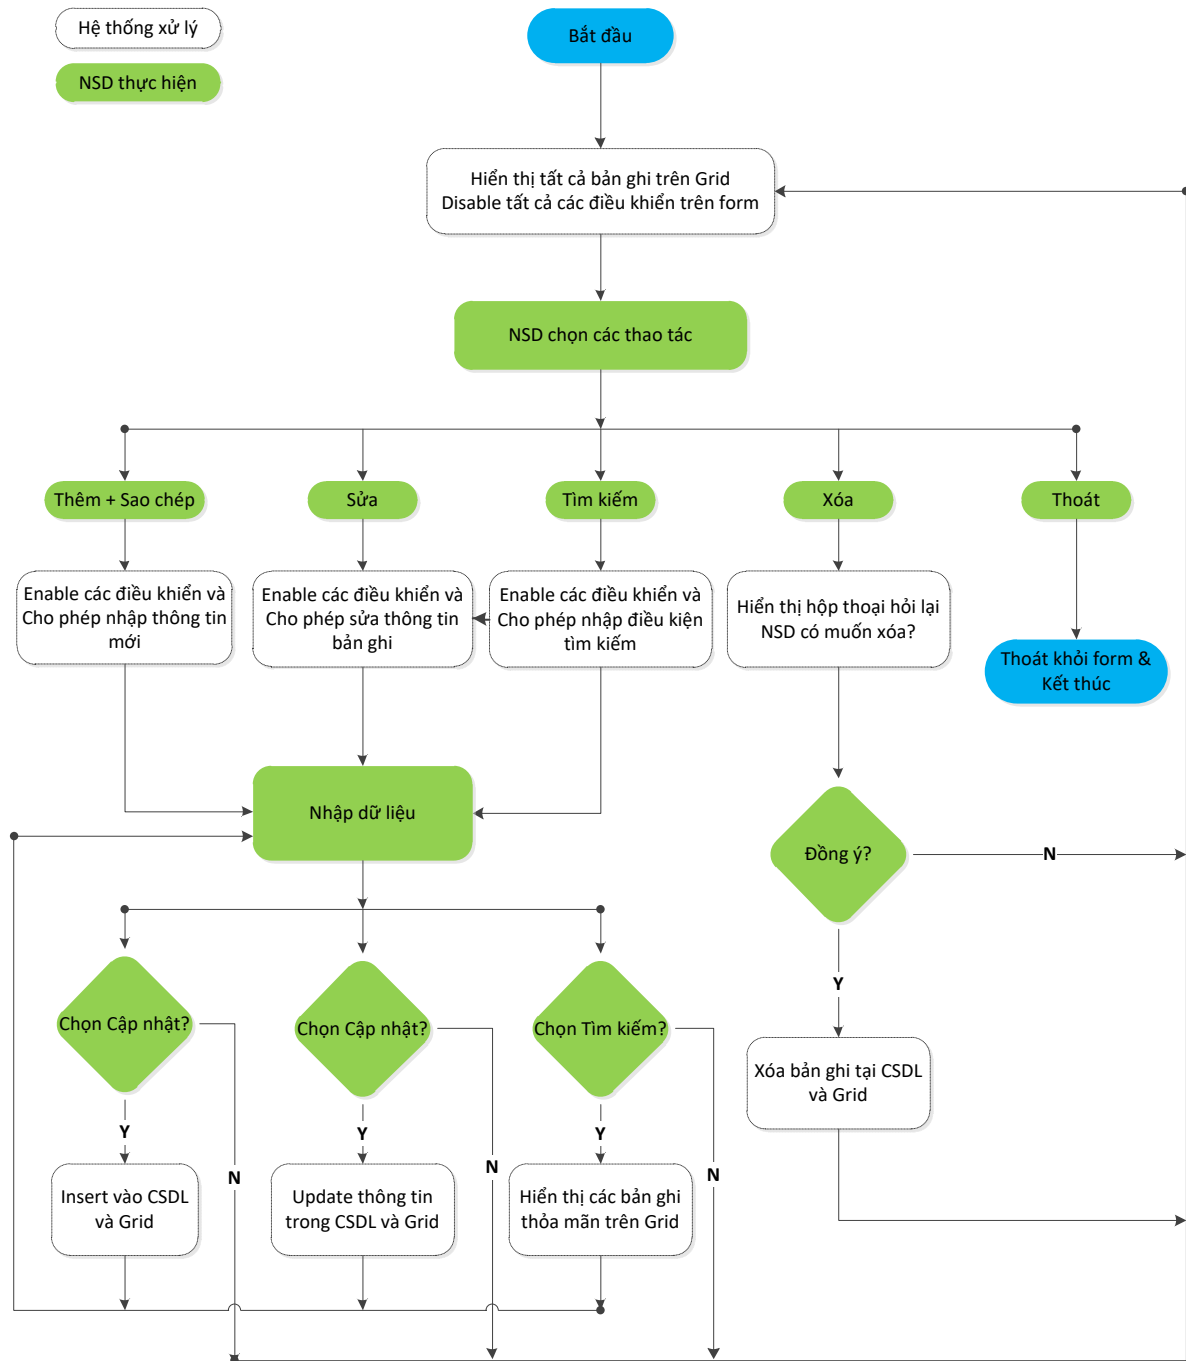 Hệ thống xử lý
Bắt đầu
NSD thực hiện
Hiển thị tất cả bản ghi trên Grid
Disable tất cả các điều khiển trên form
NSD chọn các thao tác
Thêm + Sao chép
Sửa
Tìm kiếm
Xóa
Thoát
Enable các điều khiển và
Cho phép nhập thông tin
mới
Enable các điều khiển và
Cho phép sửa thông tin
bản ghi
Enable các điều khiển và
Cho phép nhập điều kiện
tìm kiếm
Hiển thị hộp thoại hỏi lại
NSD có muốn xóa?
Thoát khỏi form &
Kết thúc
Nhập dữ liệu
Đồng ý?
N
Y
Chọn Cập nhật?
Chọn Cập nhật?
Chọn Tìm kiếm?
Xóa bản ghi tại CSDL
và Grid
Y
Y
Y
N
N
N
Insert vào CSDL
và Grid
Update thông tin
trong CSDL và Grid
Hiển thị các bản ghi
thỏa mãn trên Grid